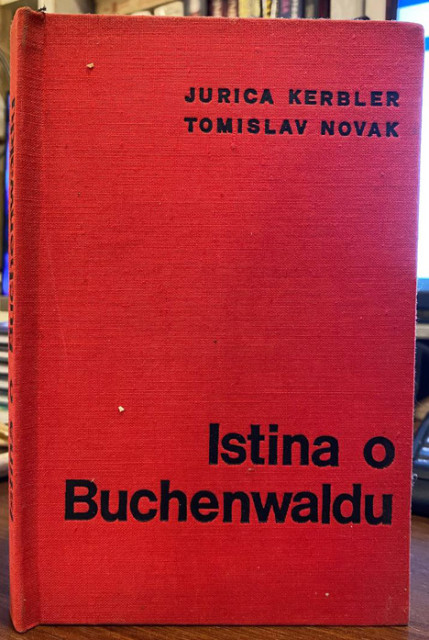 JURICA KERBLER
TOMISLAV NOVAK
Istina o
Buchenwaldu